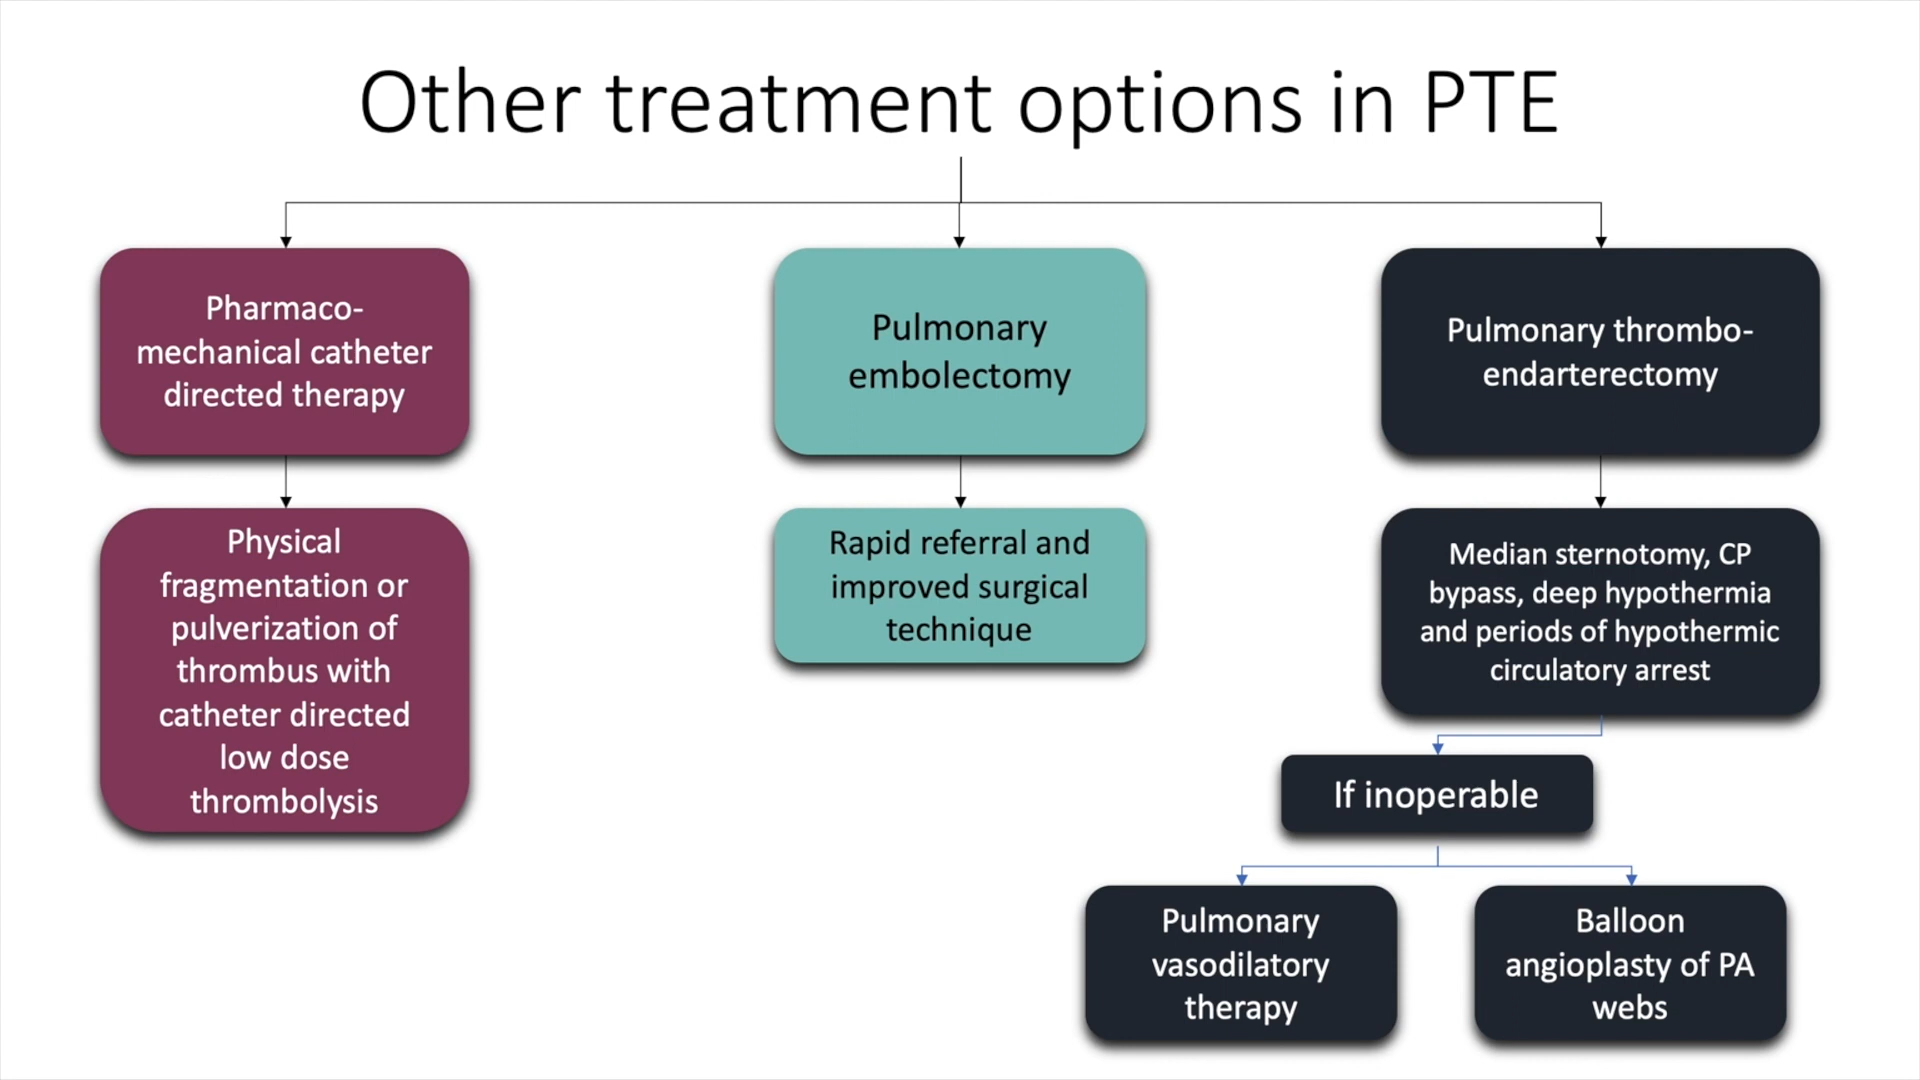 Other treatment options in PTE
Pharmaco-
mechanical catheter
directed therapy
Physical
fragmentation or
pulverization of
thrombus with
catheter directed
low dose
thrombolysis
Pulmonary
embolectomy
Rapid referral and
improved surgical
technique
Pulmonary thrombo-
endarterectomy
Median sternotomy, CP
bypass, deep hypothermia
and periods of hypothermic
circulatory arrest
If inoperable
Pulmonary
vasodilatory
therapy
Balloon
angioplasty of PA
webs